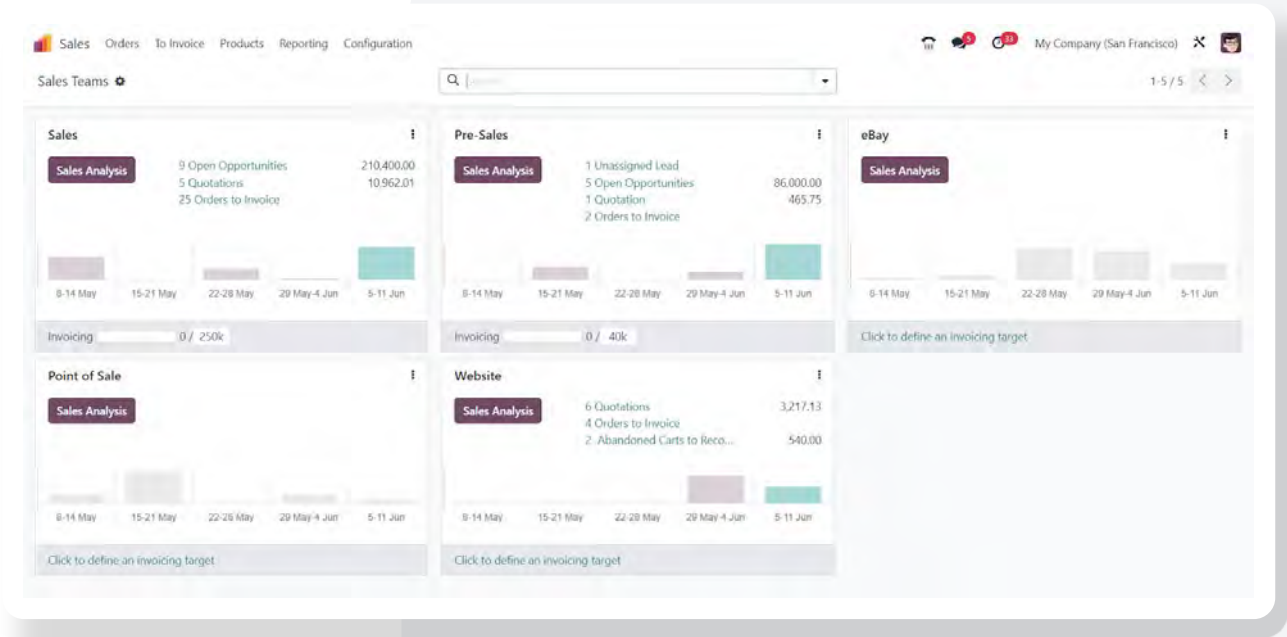 Sales Orders To Invoice Products Reporting Configuration 5 33 My Company (San Francisco)
Sales Teams 1-5 / 5
Sales
Sales Analysis
9 Open Opportunities 210,400.00
5 Quotations 10,962.01
25 Orders to Invoice
8-14 May 15-21 May 22-28 May 29 May-4 Jun 5-11 Jun
Invoicing 0 / 250k
Pre-Sales
Sales Analysis
1 Unassigned Lead
5 Open Opportunities 86,000.00
1 Quotation 465.75
2 Orders to Invoice
8-14 May 15-21 May 22-28 May 29 May-4 Jun 5-11 Jun
Invoicing 0 / 40k
eBay
Sales Analysis
8-14 May 15-21 May 22-28 May 29 May-4 Jun 5-11 Jun
Click to define an invoicing target
Point of Sale
Sales Analysis
8-14 May 15-21 May 22-28 May 29 May-4 Jun 5-11 Jun
Click to define an invoicing target
Website
Sales Analysis
6 Quotations 3,217.13
4 Orders to Invoice
2 Abandoned Carts to Reco... 540.00
8-14 May 15-21 May 22-28 May 29 May-4 Jun 5-11 Jun
Click to define an invoicing target